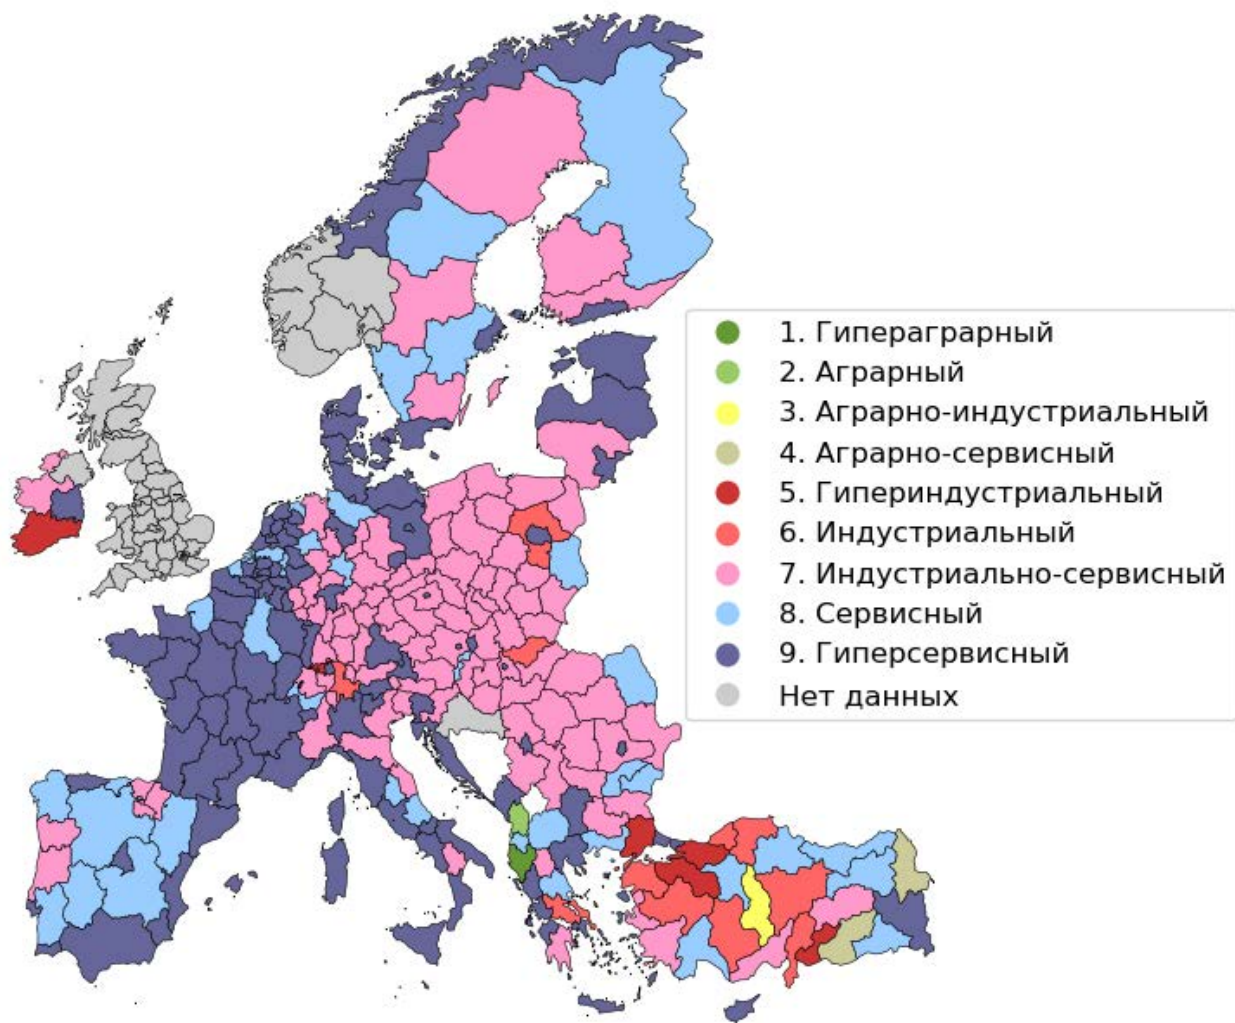 1. Гипераграрный
2. Аграрный
3. Аграрно-индустриальный
4. Аграрно-сервисный
5. Гипериндустриальный
6. Индустриальный
7. Индустриально-сервисный
8. Сервисный
9. Гиперсервисный
Нет данных